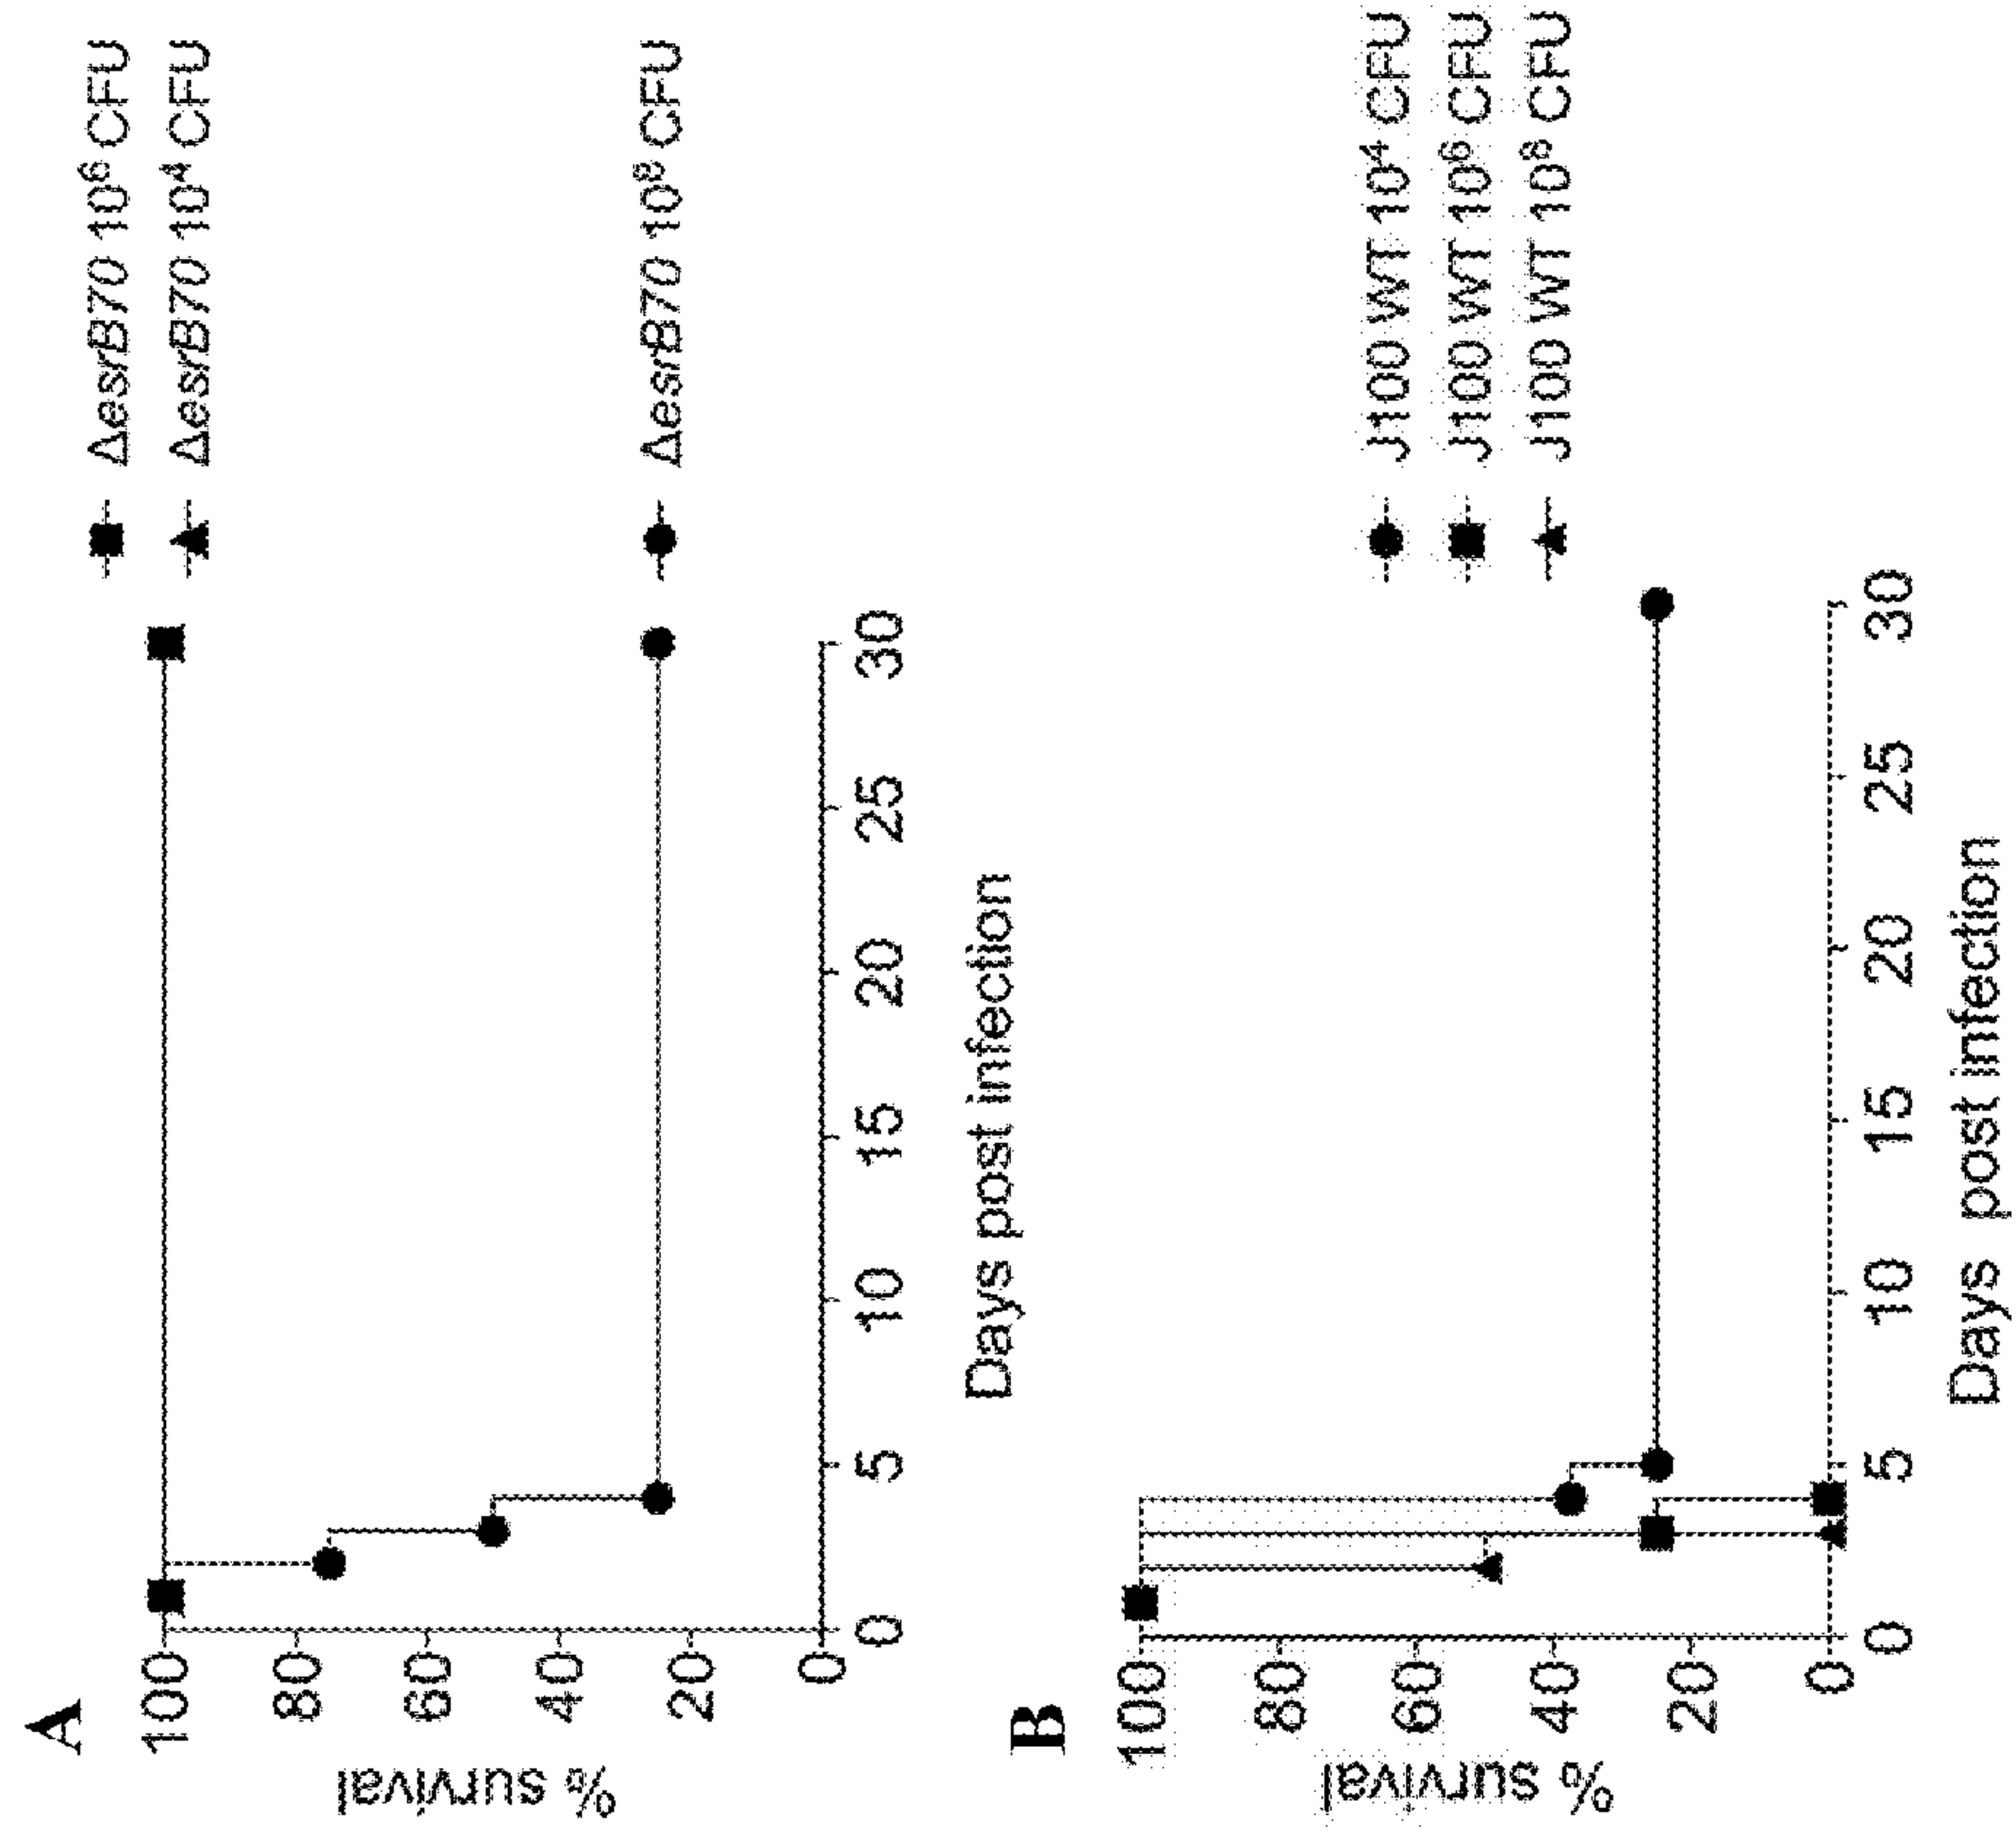 A
% survival
100
80
60
40
20
0
0 5 10 15 20 25 30
Days post infection
ΔesrB70 10⁶ CFU
ΔesrB70 10⁴ CFU
ΔesrB70 10⁸ CFU
B
% survival
100
80
60
40
20
0
0 5 10 15 20 25 30
Days post infection
J100 WT 10⁴ CFU
J100 WT 10⁶ CFU
J100 WT 10⁸ CFU